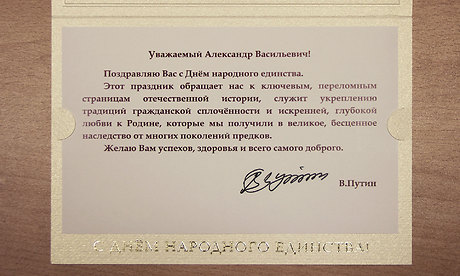 Уважаемый Александр Васильевич!
Поздравляю Вас с Днём народного единства.
Этот праздник обращает нас к ключевым, переломным
страницам отечественной истории, служит укреплению
традиций гражданской сплочённости и искренней, глубокой
любви к Родине, которые мы получили в великое, бесценное
наследство от многих поколений предков.
Желаю Вам успехов, здоровья и всего самого доброго.
В.Путин
С ДНЁМ НАРОДНОГО ЕДИНСТВА!